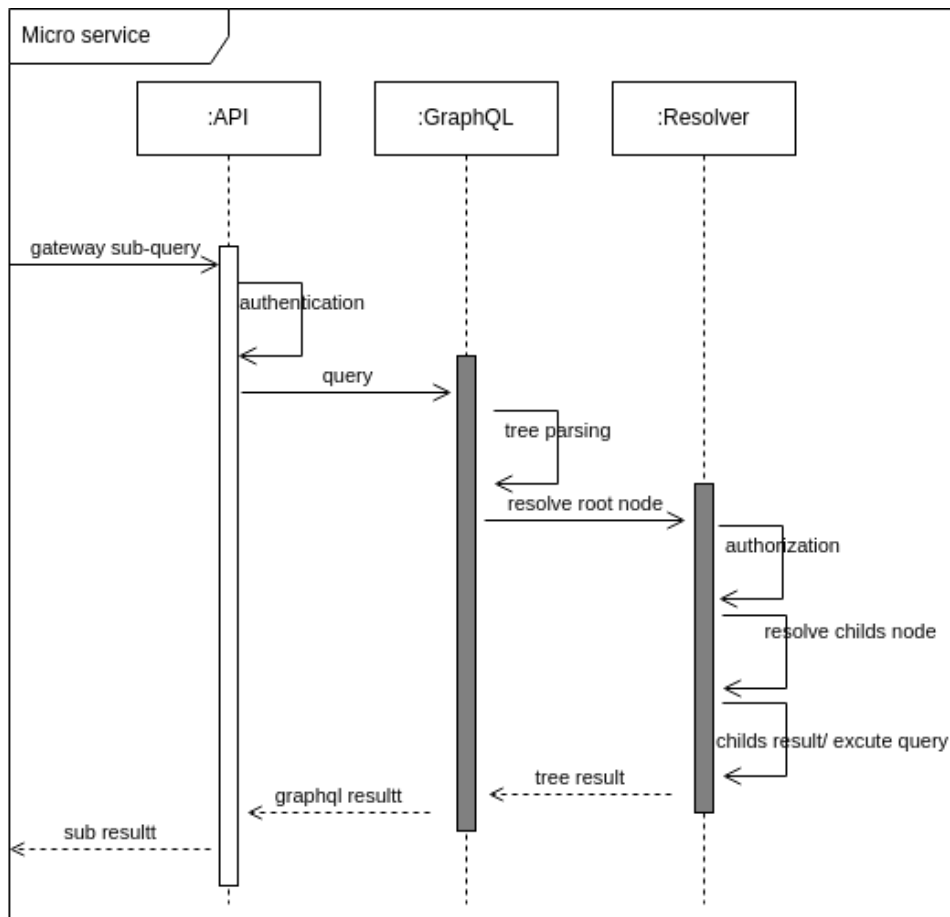 Micro service
:API
:GraphQL
:Resolver
gateway sub-query
authentication
query
tree parsing
resolve root node
authorization
resolve childs node
childs result/ excute query
tree result
graphql resultt
sub resultt